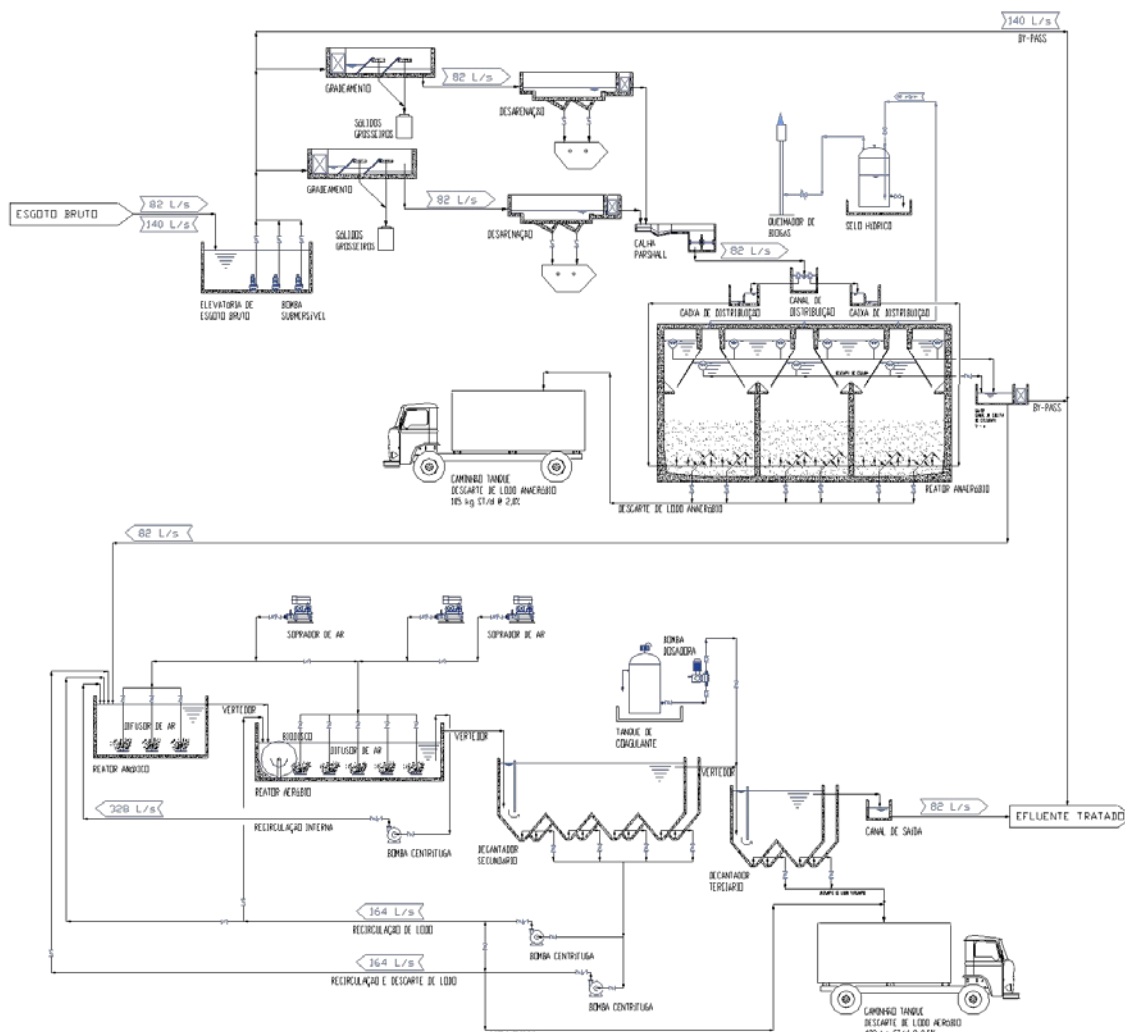 140 L/s
BY-PASS
GRADEAMENTO
82 L/s
DESARENAÇÃO
SÓLIDOS
GROSSEIROS
GRADEAMENTO
82 L/s
DESARENAÇÃO
SÓLIDOS
GROSSEIROS
ESGOTO BRUTO
82 L/s
140 L/s
ELEVATÓRIA DE
ESGOTO BRUTO
BOMBA
SUBMERSÍVEL
CALHA
PARSHALL
82 L/s
QUEIMADOR DE
BIOGÁS
SELO HÍDRICO
CAIXA DE DISTRIBUIÇÃO
CANAL DE
DISTRIBUIÇÃO
CAIXA DE DISTRIBUIÇÃO
BY-PASS
REATOR ANAERÓBIO
DESCARTE DE LODO ANAERÓBIO
CAMINHÃO TANQUE
DESCARTE DE LODO ANAERÓBIO
82 L/s
SOPRADOR DE AR
SOPRADOR DE AR
DIFUSOR DE AR
VERTEDOR
REATOR ANÓXICO
BIODISCO
DIFUSOR DE AR
VERTEDOR
REATOR AERÓBIO
328 L/s
RECIRCULAÇÃO INTERNA
BOMBA CENTRÍFUGA
BOMBA
DOSADORA
TANQUE DE
COAGULANTE
VERTEDOR
DECANTADOR
SECUNDÁRIO
DECANTADOR
TERCIÁRIO
CANAL DE SAÍDA
82 L/s
EFLUENTE TRATADO
164 L/s
RECIRCULAÇÃO DE LODO
BOMBA CENTRÍFUGA
164 L/s
RECIRCULAÇÃO E DESCARTE DE LODO
BOMBA CENTRÍFUGA
CAMINHÃO TANQUE
DESCARTE DE LODO AERÓBIO